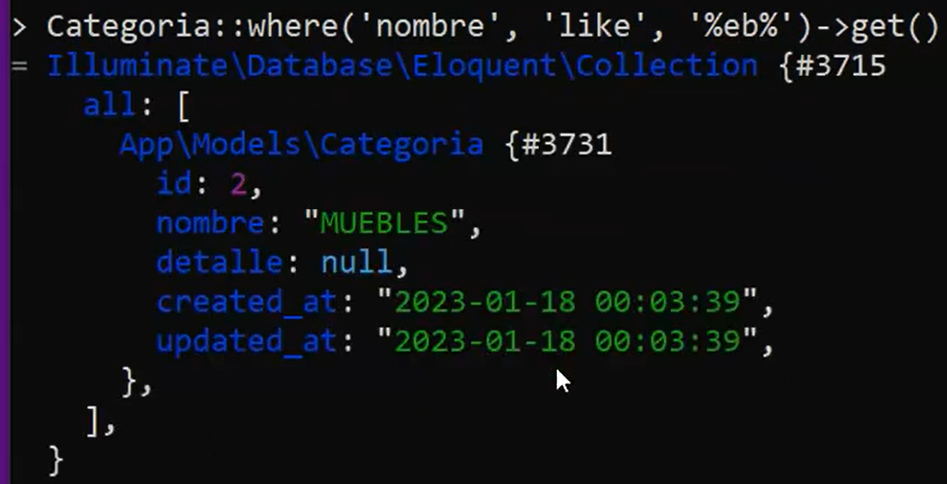 > Categoria::where('nombre', 'like', '%eb%')->get()
= Illuminate\Database\Eloquent\Collection {#3715
    all: [
      App\Models\Categoria {#3731
        id: 2,
        nombre: "MUEBLES",
        detalle: null,
        created_at: "2023-01-18 00:03:39",
        updated_at: "2023-01-18 00:03:39",
      },
    ],
  }